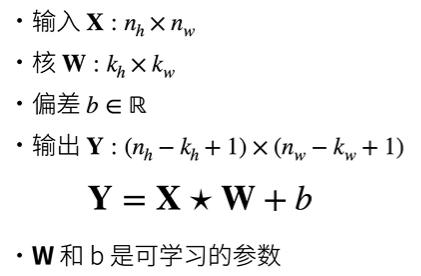 • 输入 X : n_h × n_w
• 核 W : k_h × k_w
• 偏差 b ∈ ℝ
• 输出 Y : (n_h − k_h + 1) × (n_w − k_w + 1)
Y = X ⋆ W + b
• W 和 b 是可学习的参数